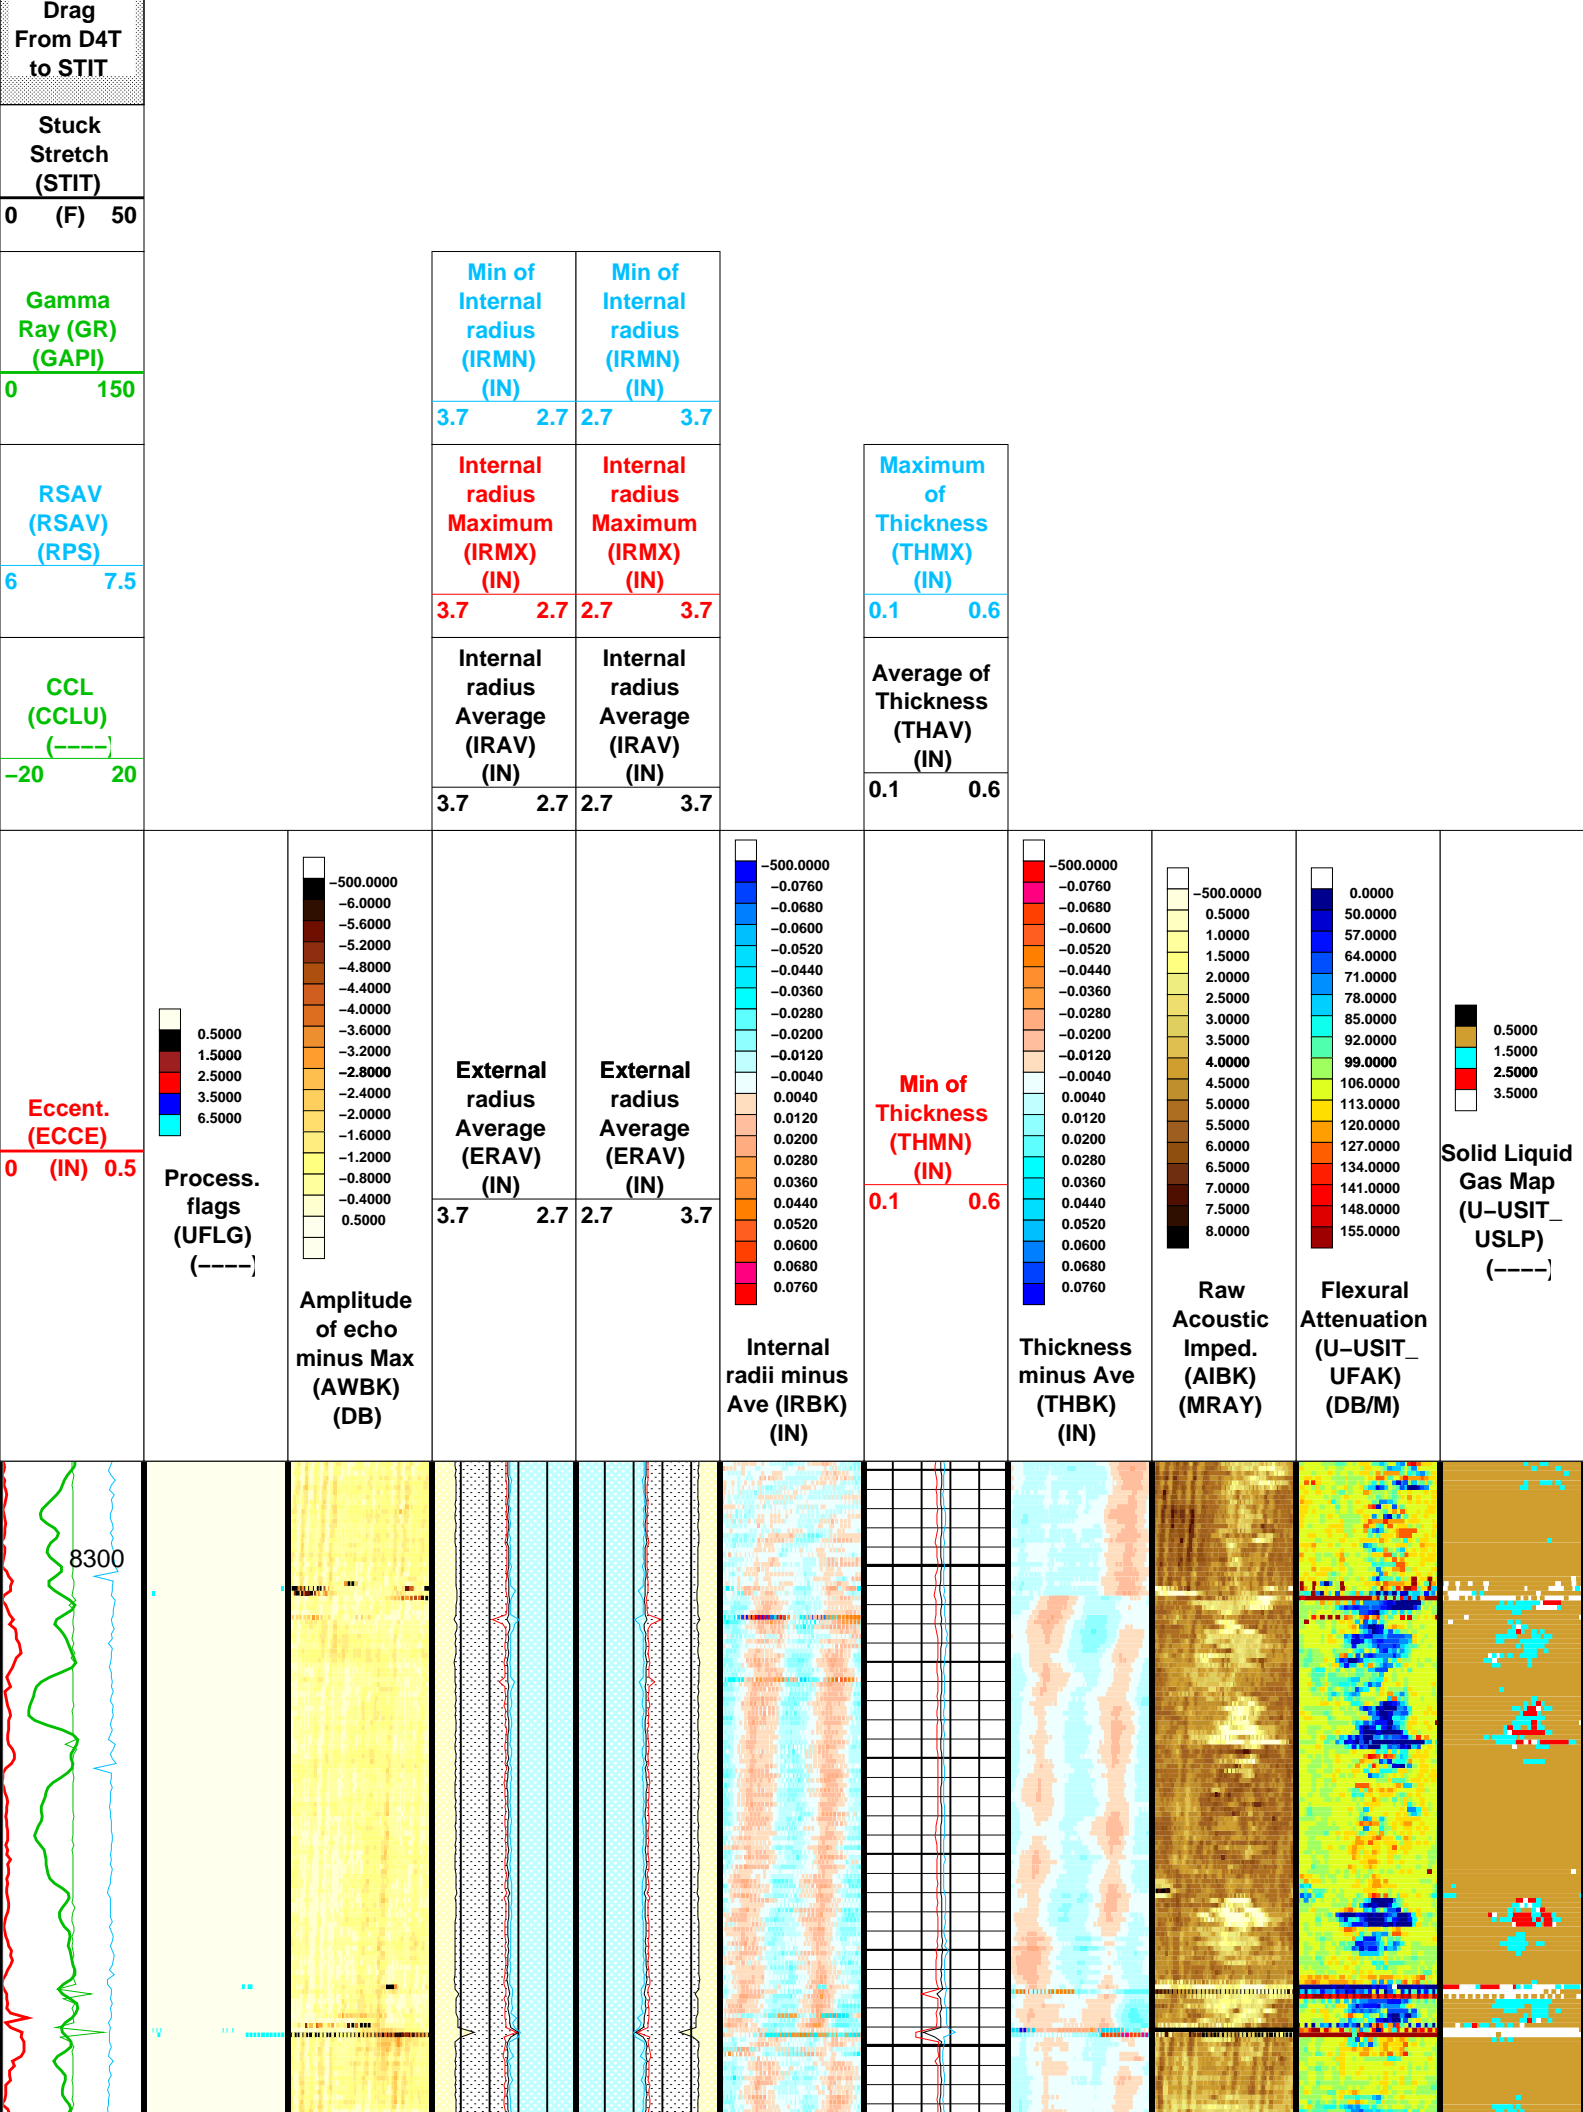 Drag
From D4T
to STIT
Stuck
Stretch
(STIT)
0 (F) 50
Gamma
Ray (GR)
(GAPI)
0 150
RSAV
(RSAV)
(RPS)
6 7.5
CCL
(CCLU)
(−−−−)
−20 20
Eccent.
(ECCE)
0 (IN) 0.5
0.5000
1.5000
2.5000
3.5000
6.5000
Process.
flags
(UFLG)
(−−−−)
−500.0000
−6.0000
−5.6000
−5.2000
−4.8000
−4.4000
−4.0000
−3.6000
−3.2000
−2.8000
−2.4000
−2.0000
−1.6000
−1.2000
−0.8000
−0.4000
0.5000
Amplitude
of echo
minus Max
(AWBK)
(DB)
Min of
Internal
radius
(IRMN)
(IN)
3.7 2.7
Internal
radius
Maximum
(IRMX)
(IN)
3.7 2.7
Internal
radius
Average
(IRAV)
(IN)
3.7 2.7
External
radius
Average
(ERAV)
(IN)
3.7 2.7
Min of
Internal
radius
(IRMN)
(IN)
2.7 3.7
Internal
radius
Maximum
(IRMX)
(IN)
2.7 3.7
Internal
radius
Average
(IRAV)
(IN)
2.7 3.7
External
radius
Average
(ERAV)
(IN)
2.7 3.7
−500.0000
−0.0760
−0.0680
−0.0600
−0.0520
−0.0440
−0.0360
−0.0280
−0.0200
−0.0120
−0.0040
0.0040
0.0120
0.0200
0.0280
0.0360
0.0440
0.0520
0.0600
0.0680
0.0760
Internal
radii minus
Ave (IRBK)
(IN)
Maximum
of
Thickness
(THMX)
(IN)
0.1 0.6
Average of
Thickness
(THAV)
(IN)
0.1 0.6
Min of
Thickness
(THMN)
(IN)
0.1 0.6
−500.0000
−0.0760
−0.0680
−0.0600
−0.0520
−0.0440
−0.0360
−0.0280
−0.0200
−0.0120
−0.0040
0.0040
0.0120
0.0200
0.0280
0.0360
0.0440
0.0520
0.0600
0.0680
0.0760
Thickness
minus Ave
(THBK)
(IN)
−500.0000
0.5000
1.0000
1.5000
2.0000
2.5000
3.0000
3.5000
4.0000
4.5000
5.0000
5.5000
6.0000
6.5000
7.0000
7.5000
8.0000
Raw
Acoustic
Imped.
(AIBK)
(MRAY)
0.0000
50.0000
57.0000
64.0000
71.0000
78.0000
85.0000
92.0000
99.0000
106.0000
113.0000
120.0000
127.0000
134.0000
141.0000
148.0000
155.0000
Flexural
Attenuation
(U−USIT_
UFAK)
(DB/M)
0.5000
1.5000
2.5000
3.5000
Solid Liquid
Gas Map
(U−USIT_
USLP)
(−−−−)
8300